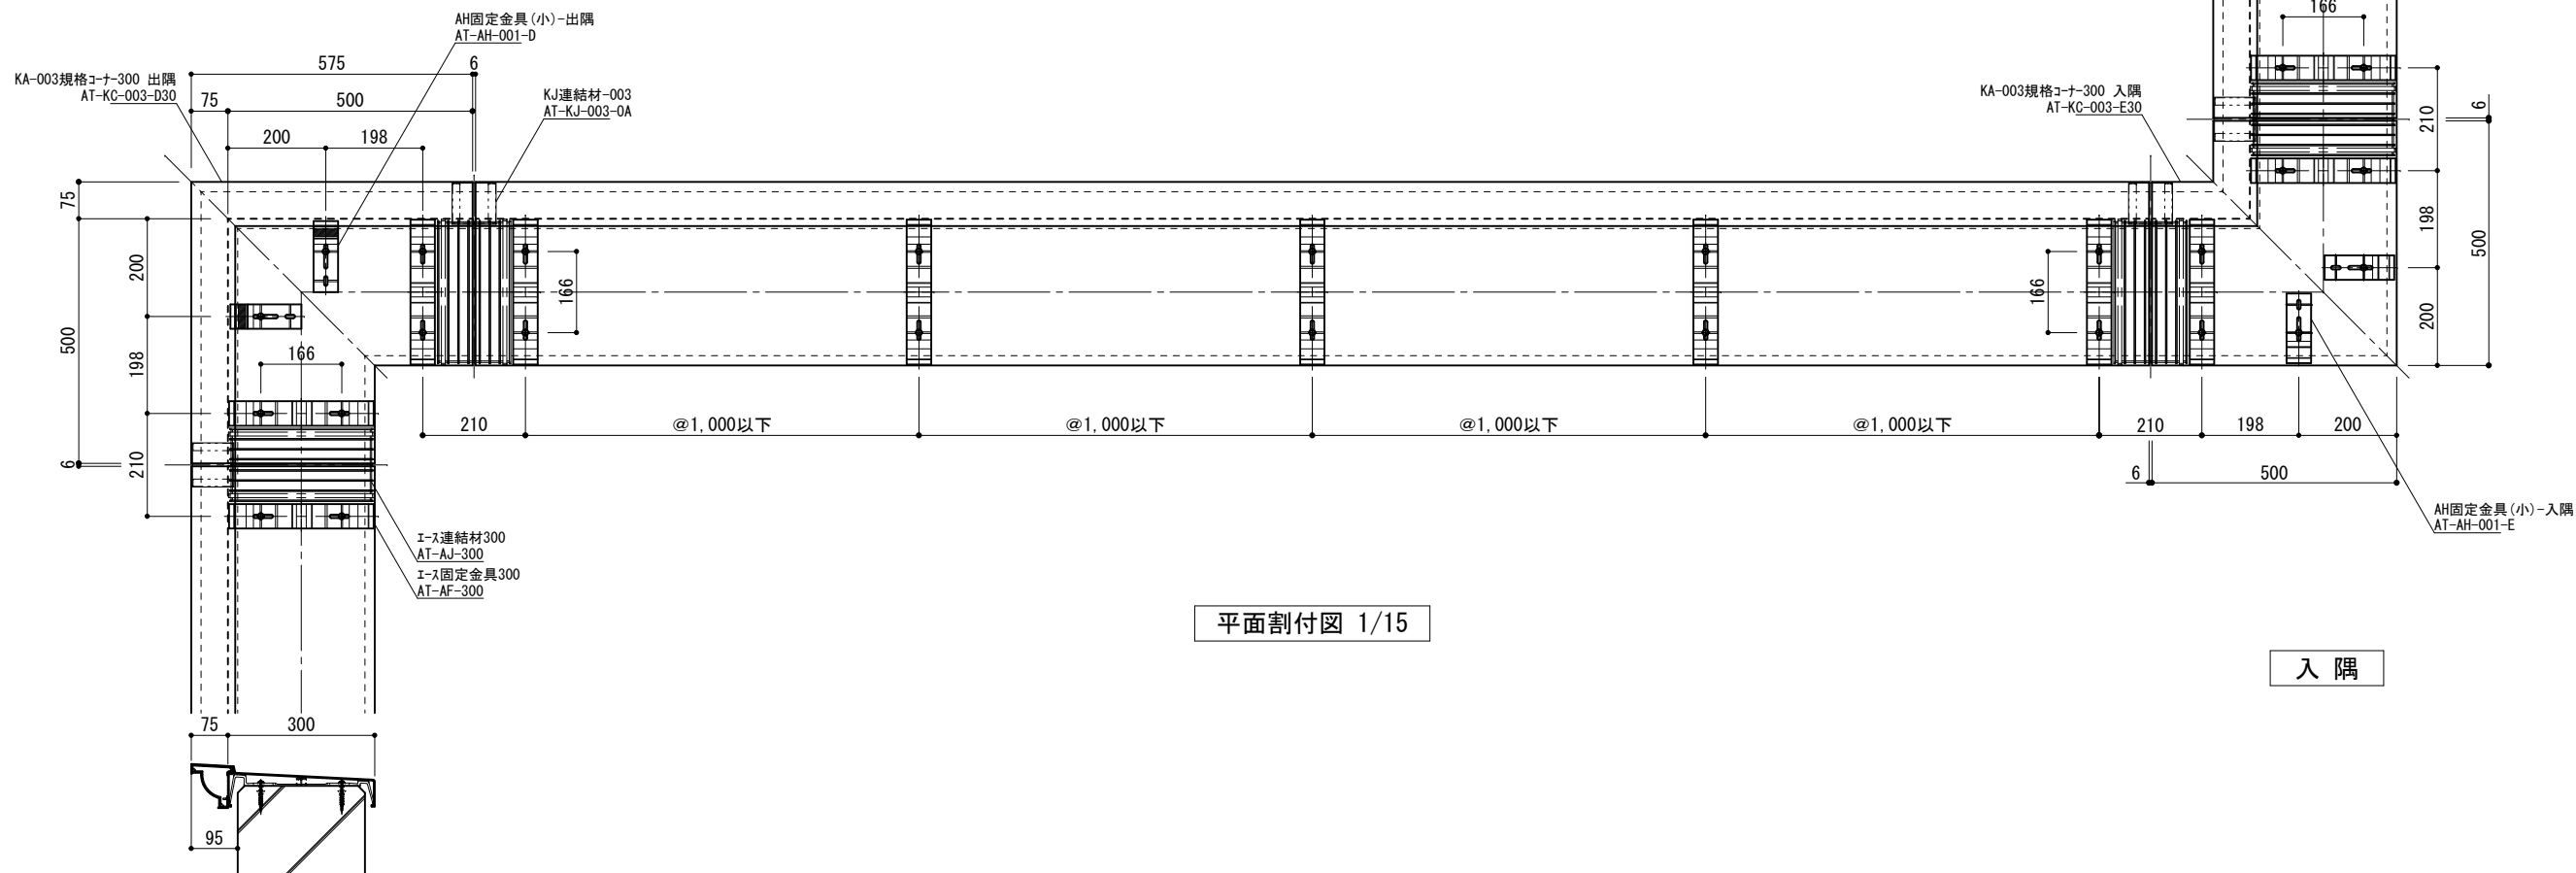 AH固定金具(小)-出隅
AT-AH-001-D
166
575
6
KA-003規格ｺｰﾅｰ-300 出隅
AT-KC-003-D30
75
500
KJ連結材-003
AT-KJ-003-0A
KA-003規格ｺｰﾅｰ-300 入隅
AT-KC-003-E30
200
198
210
6
75
200
500
198
6
210
166
166
166
198
500
200
210
@1,000以下
@1,000以下
@1,000以下
@1,000以下
210
198
200
6
500
AH固定金具(小)-入隅
AT-AH-001-E
ｴｰｽ連結材300
AT-AJ-300
ｴｰｽ固定金具300
AT-AF-300
平面割付図 1/15
入 隅
75
300
95